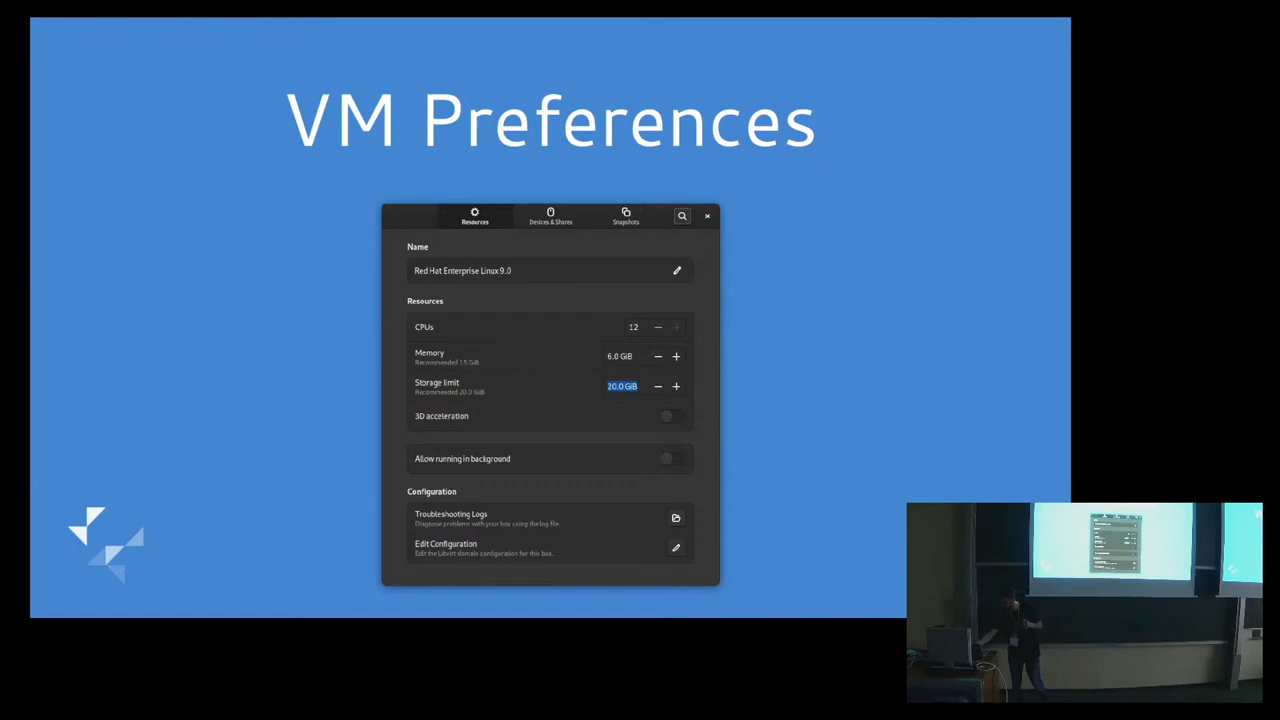 VM Preferences
Resources
Devices & Shares
Snapshots
Name
Red Hat Enterprise Linux 9.0
Resources
CPUs
12
Memory
Recommended 1.5 GiB
6.0 GiB
Storage limit
Recommended 20.0 GiB
20.0 GiB
3D acceleration
Allow running in background
Configuration
Troubleshooting Logs
Diagnose problems with your box using the log file.
Edit Configuration
Edit the Libvirt domain configuration for this box.